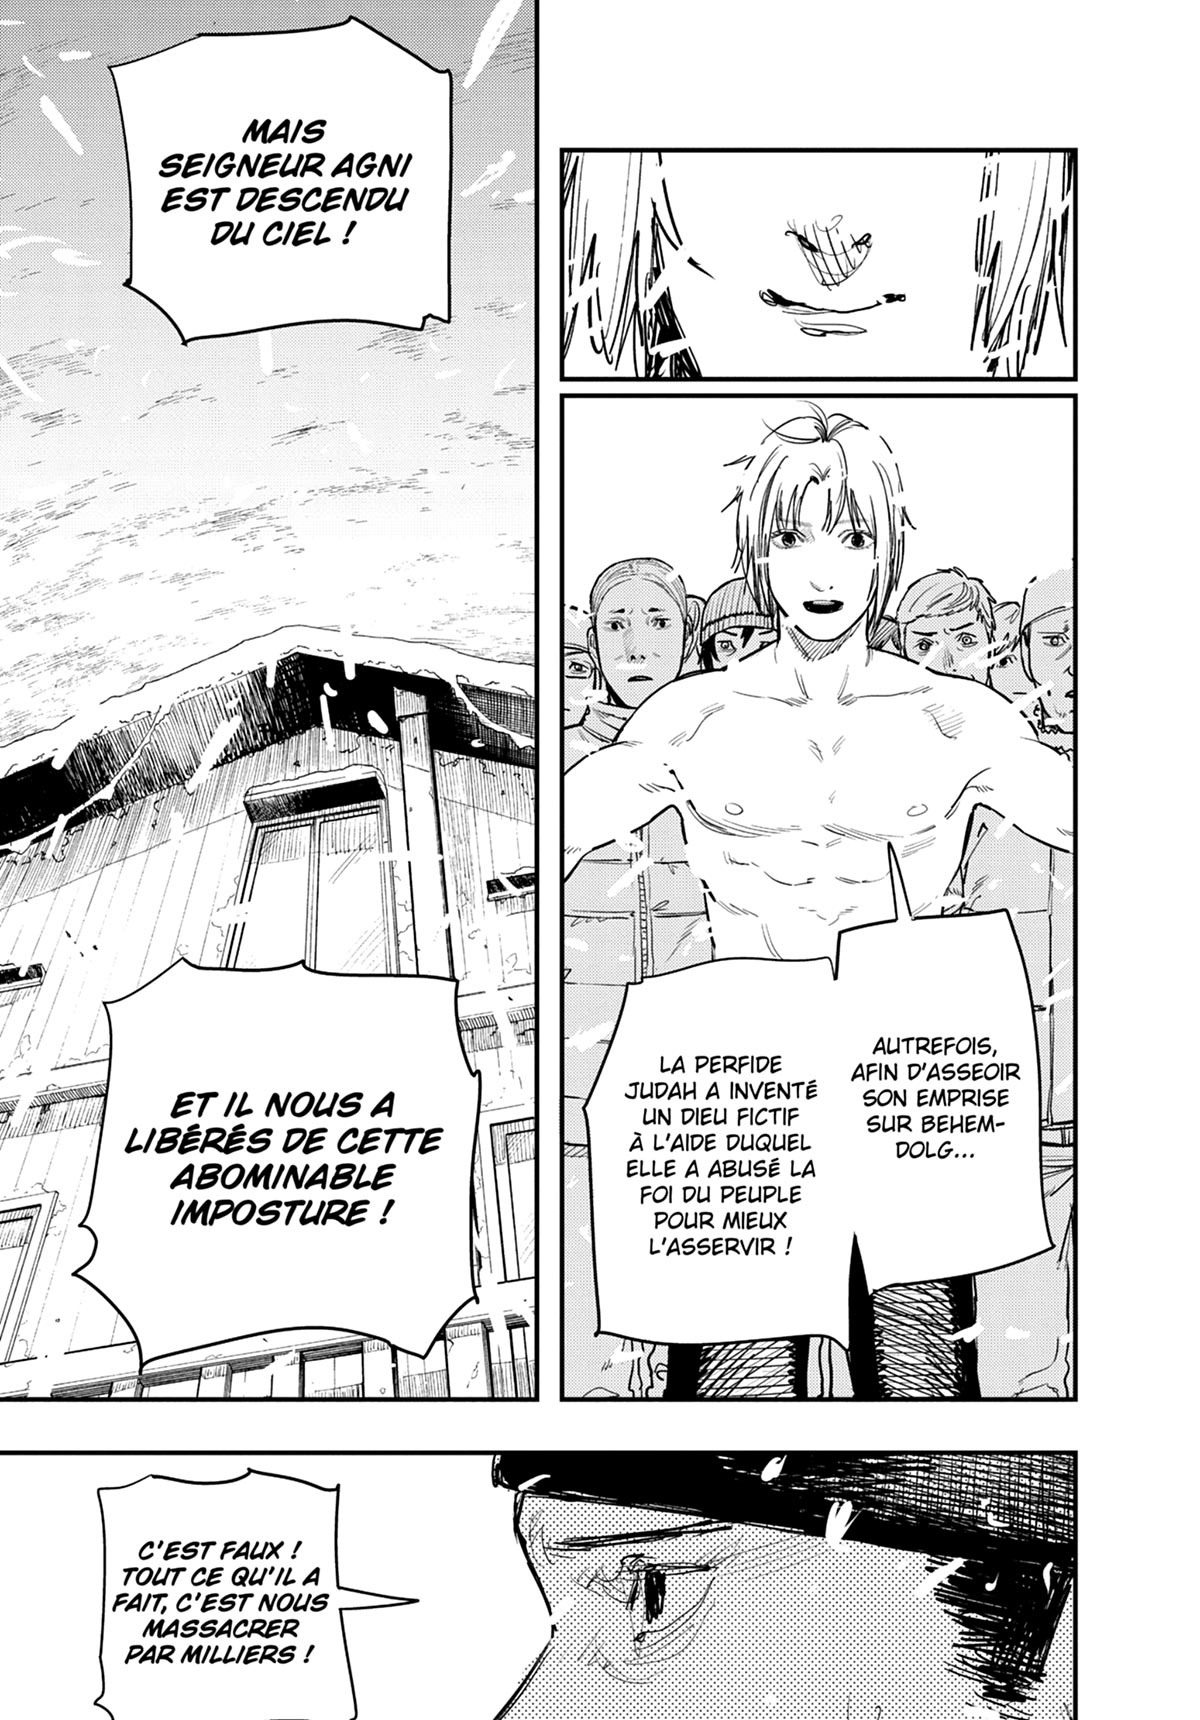 AUTREFOIS,
AFIN D'ASSEOIR
SON EMPRISE
SUR BEHEM-
DOLG...
LA PERFIDE
JUDAH A INVENTÉ
UN DIEU FICTIF
À L'AIDE DUQUEL
ELLE A ABUSÉ LA
FOI DU PEUPLE
POUR MIEUX
L'ASSERVIR !
MAIS
SEIGNEUR AGNI
EST DESCENDU
DU CIEL !
ET IL NOUS A
LIBÉRÉS DE CETTE
ABOMINABLE
IMPOSTURE !
C'EST FAUX !
TOUT CE QU'IL A
FAIT, C'EST NOUS
MASSACRER
PAR MILLIERS !